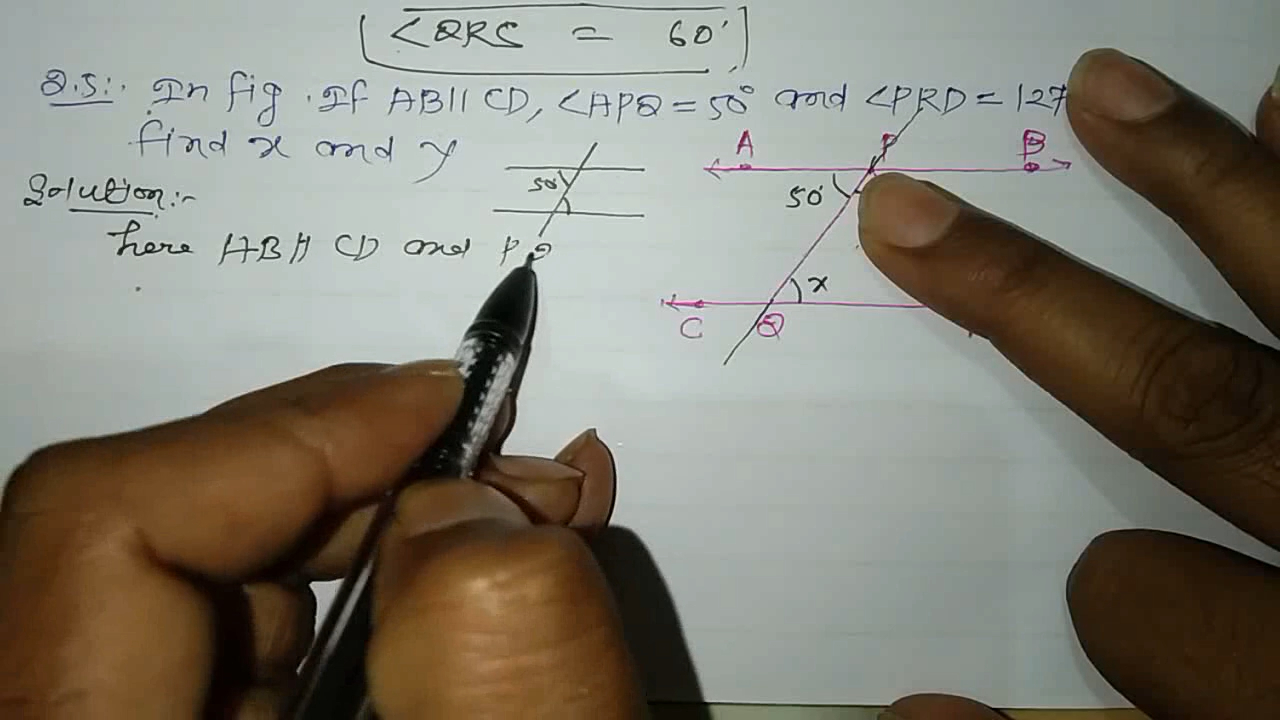 <QRS = 60°
Q.5:. In fig. If AB || CD, <APQ = 50° and <PRD = 127
find x and y
A P B
50°
Solution:-
50°
here AB || CD and PQ
x
C Q